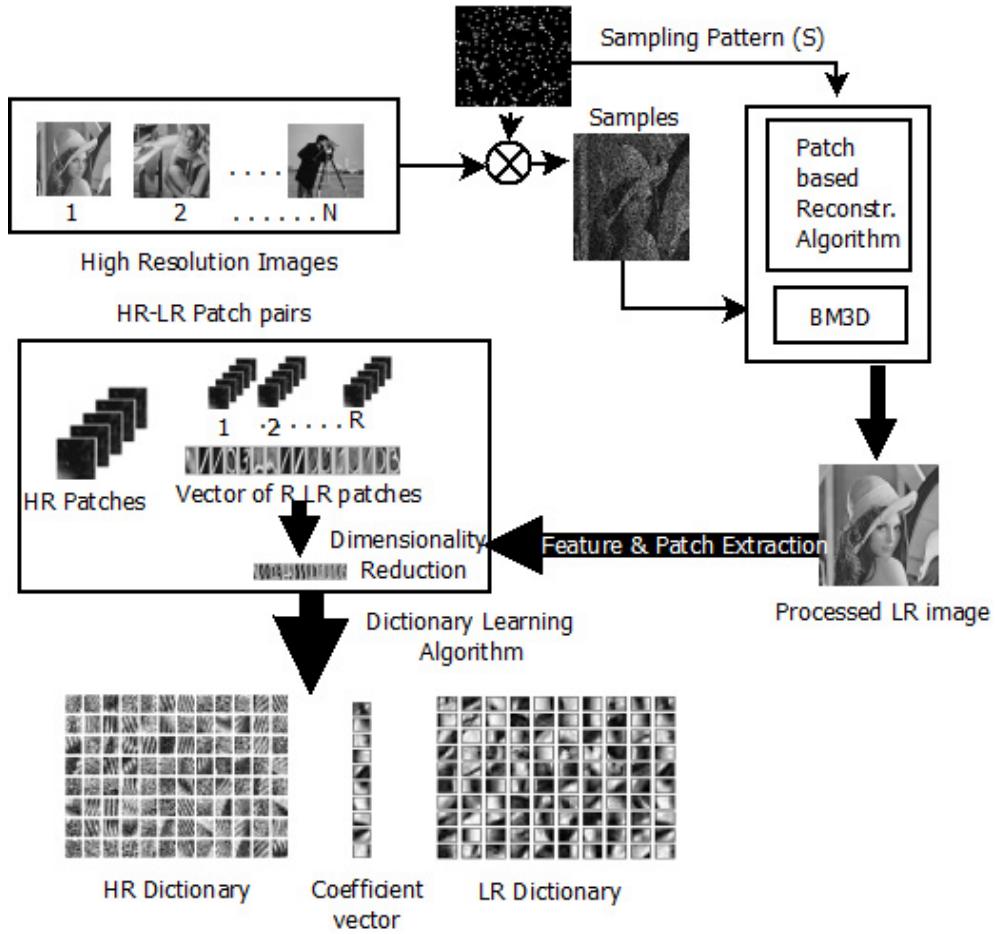 Sampling Pattern (S)
Samples
1
2
. . . .
. . . . . . N
High Resolution Images
Patch
based
Reconstr.
Algorithm
BM3D
HR-LR Patch pairs
1 . 2 . . . . . R
HR Patches
Vector of R LR patches
Dimensionality
Reduction
Feature & Patch Extraction
Processed LR image
Dictionary Learning
Algorithm
HR Dictionary
Coefficient
vector
LR Dictionary